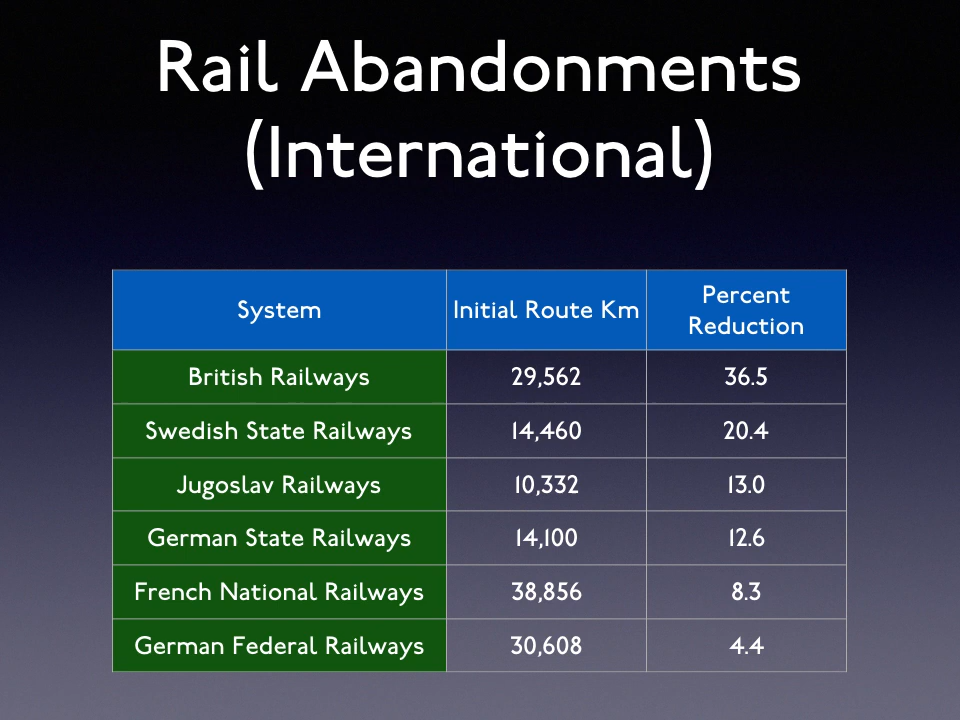 Rail Abandonments
(International)
System Initial Route Km Percent Reduction
British Railways 29,562 36.5
Swedish State Railways 14,460 20.4
Jugoslav Railways 10,332 13.0
German State Railways 14,100 12.6
French National Railways 38,856 8.3
German Federal Railways 30,608 4.4